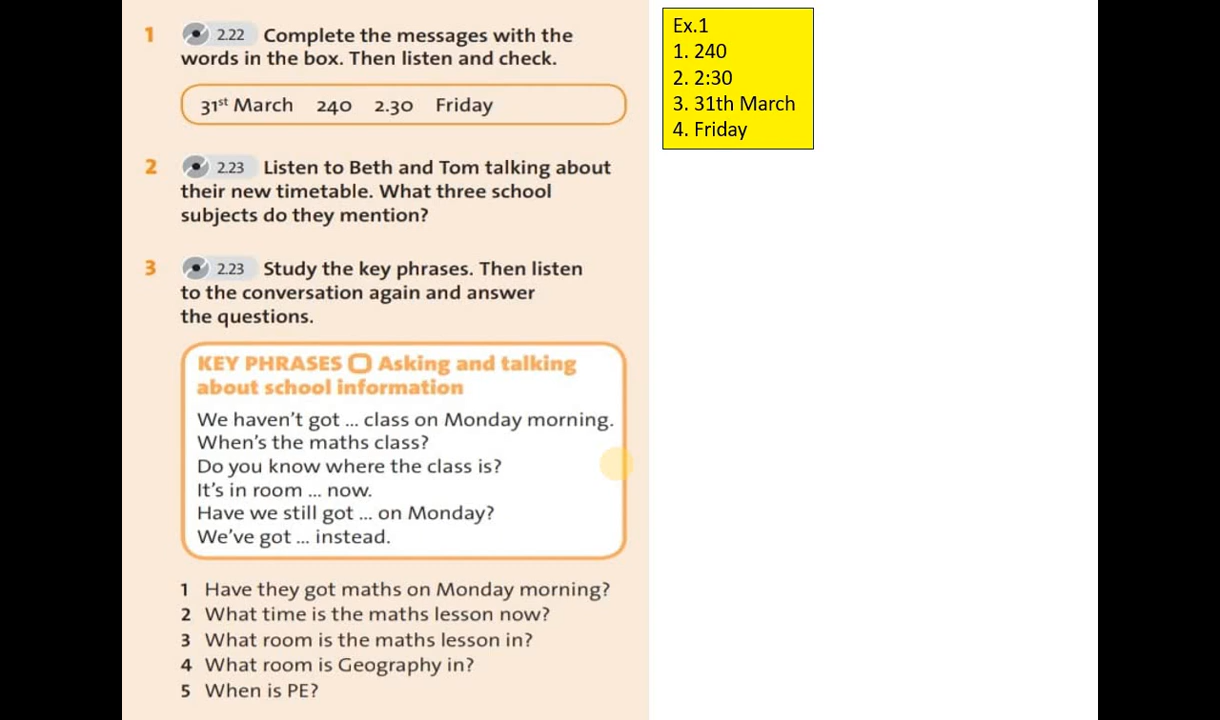 1 2.22 Complete the messages with the
words in the box. Then listen and check.
31st March 240 2.30 Friday
2 2.23 Listen to Beth and Tom talking about
their new timetable. What three school
subjects do they mention?
3 2.23 Study the key phrases. Then listen
to the conversation again and answer
the questions.
KEY PHRASES Asking and talking
about school information
We haven't got ... class on Monday morning.
When's the maths class?
Do you know where the class is?
It's in room ... now.
Have we still got ... on Monday?
We've got ... instead.
1 Have they got maths on Monday morning?
2 What time is the maths lesson now?
3 What room is the maths lesson in?
4 What room is Geography in?
5 When is PE?
Ex.1
1. 240
2. 2:30
3. 31th March
4. Friday